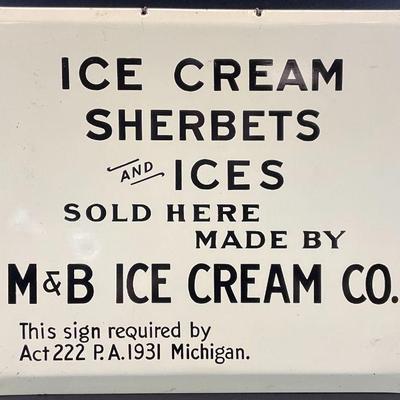 ICE CREAM
SHERBETS
AND ICES
SOLD HERE
MADE BY
M&B ICE CREAM CO.
This sign required by
Act 222 P.A. 1931 Michigan.